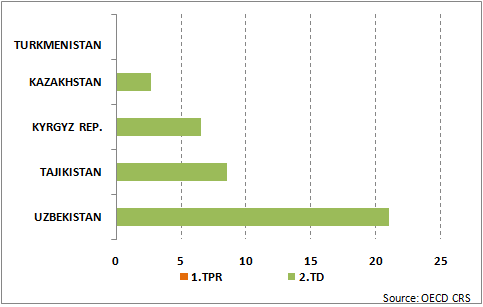 TURKMENISTAN
KAZAKHSTAN
KYRGYZ REP.
TAJIKISTAN
UZBEKISTAN
0 5 10 15 20 25
1.TPR 2.TD
Source: OECD CRS